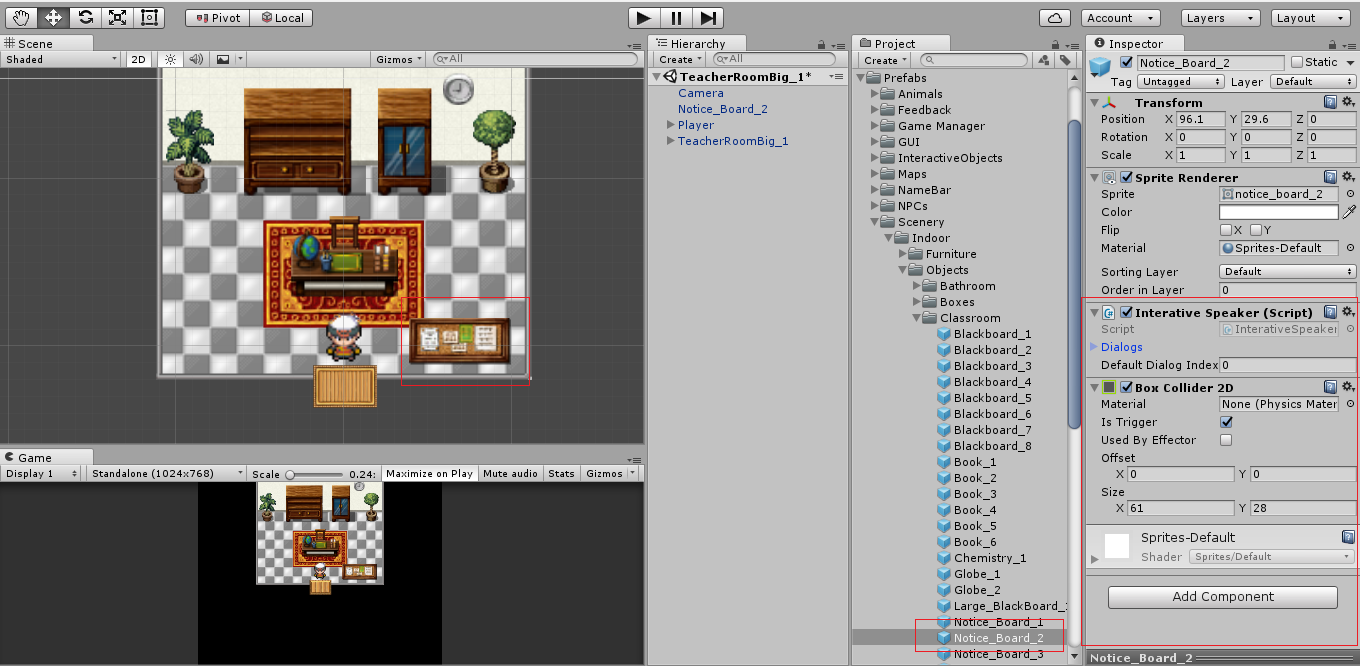 Pivot Local Account Layers Layout
Scene
Shaded 2D Gizmos All
Game
Display 1 Standalone (1024x768) Scale 0.24: Maximize on Play Mute audio Stats Gizmos
Hierarchy
Create All
TeacherRoomBig_1*
Camera
Notice_Board_2
Player
TeacherRoomBig_1
Project
Create
Prefabs
Animals
Feedback
Game Manager
GUI
InteractiveObjects
Maps
NameBar
NPCs
Scenery
Indoor
Furniture
Objects
Bathroom
Boxes
Classroom
Blackboard_1
Blackboard_2
Blackboard_3
Blackboard_4
Blackboard_5
Blackboard_6
Blackboard_7
Blackboard_8
Book_1
Book_2
Book_3
Book_4
Book_5
Book_6
Chemistry_1
Globe_1
Globe_2
Large_BlackBoard_
Notice_Board_1
Notice_Board_2
Notice_Board_3
Inspector
Notice_Board_2 Static
Tag Untagged Layer Default
Transform
Position X 96.1 Y 29.6 Z 0
Rotation X 0 Y 0 Z 0
Scale X 1 Y 1 Z 1
Sprite Renderer
Sprite notice_board_2
Color
Flip X Y
Material Sprites-Default
Sorting Layer Default
Order in Layer 0
Interative Speaker (Script)
Script InterativeSpeaker
Dialogs
Default Dialog Index 0
Box Collider 2D
Material None (Physics Mater
Is Trigger
Used By Effector
Offset
X 0 Y 0
Size
X 61 Y 28
Sprites-Default
Shader Sprites/Default
Add Component
Notice_Board_2